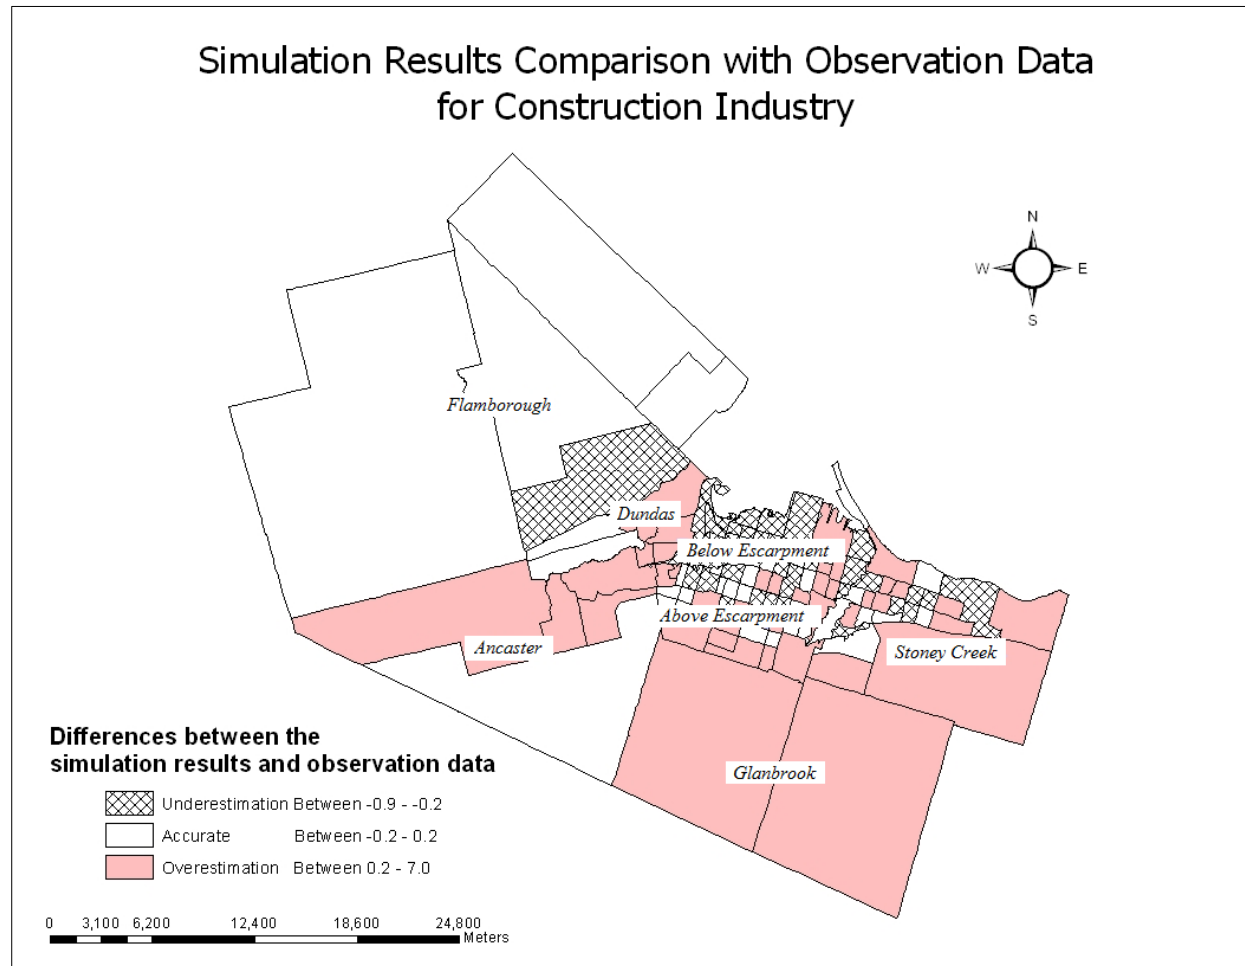 Simulation Results Comparison with Observation Data
for Construction Industry
N
W
E
S
Flamborough
Dundas
Below Escarpment
Above Escarpment
Ancaster
Stoney Creek
Glanbrook
Differences between the
simulation results and observation data
Underestimation Between -0.9 - -0.2
Accurate Between -0.2 - 0.2
Overestimation Between 0.2 - 7.0
0 3,100 6,200 12,400 18,600 24,800
Meters